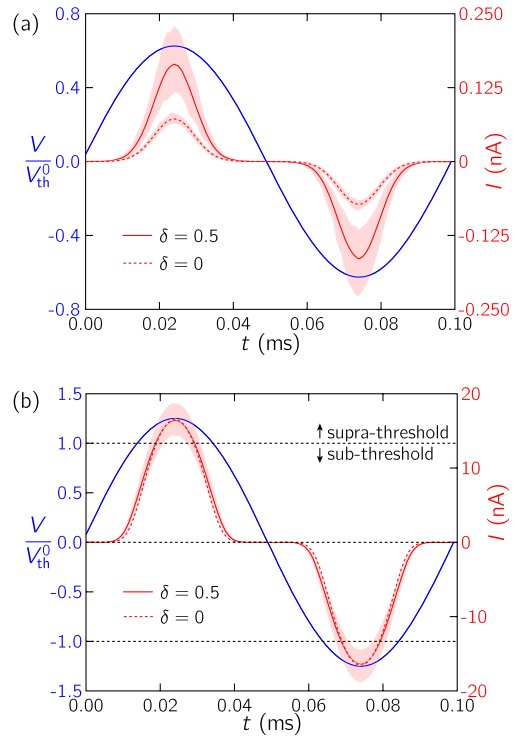 (a)
0.8
0.4
0.0
-0.4
-0.8
V
V⁰th
0.250
0.125
0
-0.125
-0.250
I (nA)
δ = 0.5
δ = 0
0.00 0.02 0.04 0.06 0.08 0.10
t (ms)
(b)
1.5
1.0
0.5
0.0
-0.5
-1.0
-1.5
V
V⁰th
20
10
0
-10
-20
I (nA)
↑ supra-threshold
↓ sub-threshold
δ = 0.5
δ = 0
0.00 0.02 0.04 0.06 0.08 0.10
t (ms)